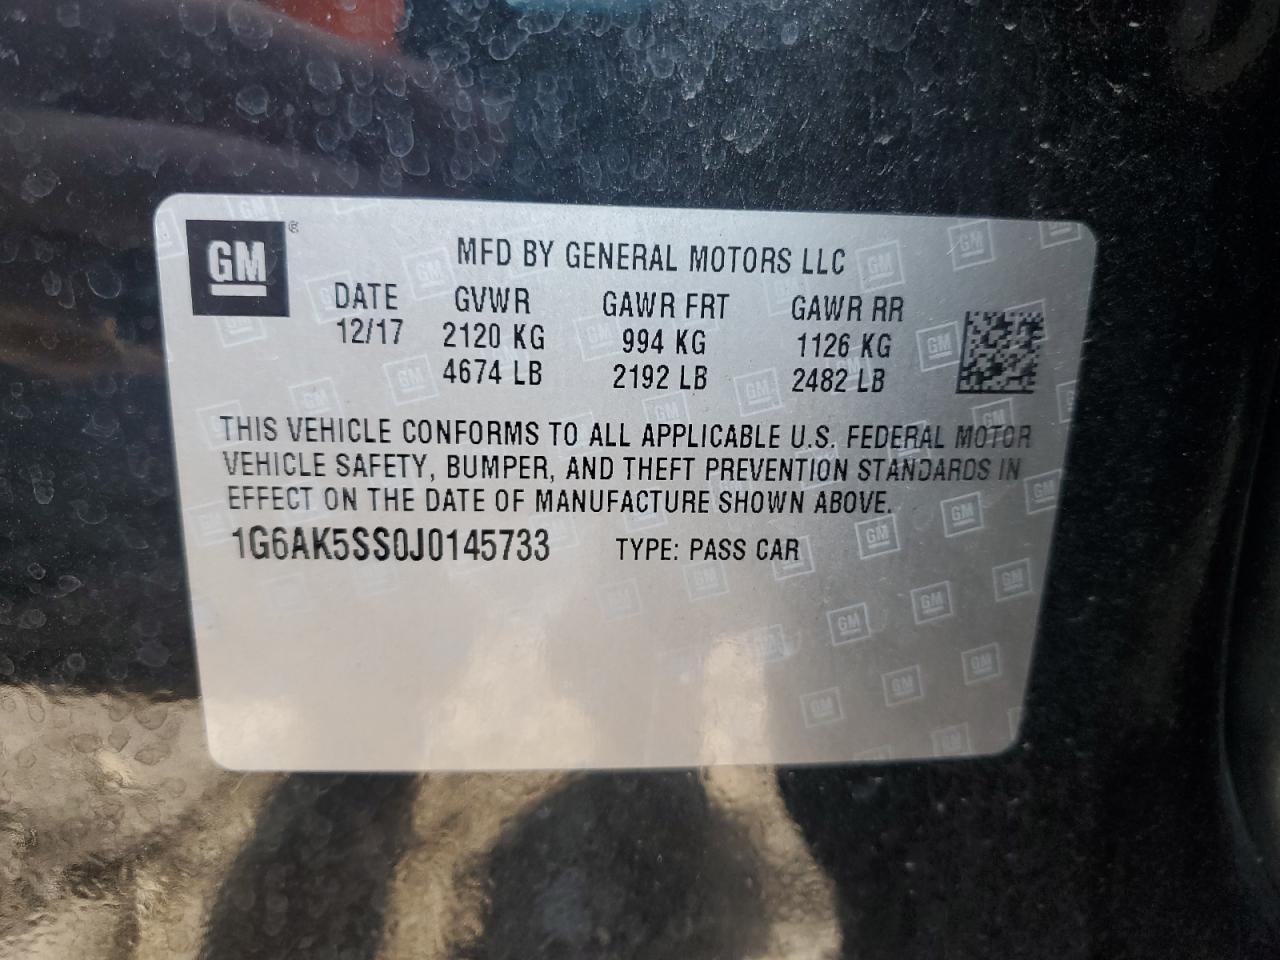 GM®
MFD BY GENERAL MOTORS LLC
DATE GVWR GAWR FRT GAWR RR
12/17 2120 KG 994 KG 1126 KG
4674 LB 2192 LB 2482 LB
THIS VEHICLE CONFORMS TO ALL APPLICABLE U.S. FEDERAL MOTOR
VEHICLE SAFETY, BUMPER, AND THEFT PREVENTION STANDARDS IN
EFFECT ON THE DATE OF MANUFACTURE SHOWN ABOVE.
1G6AK5SS0J0145733 TYPE: PASS CAR